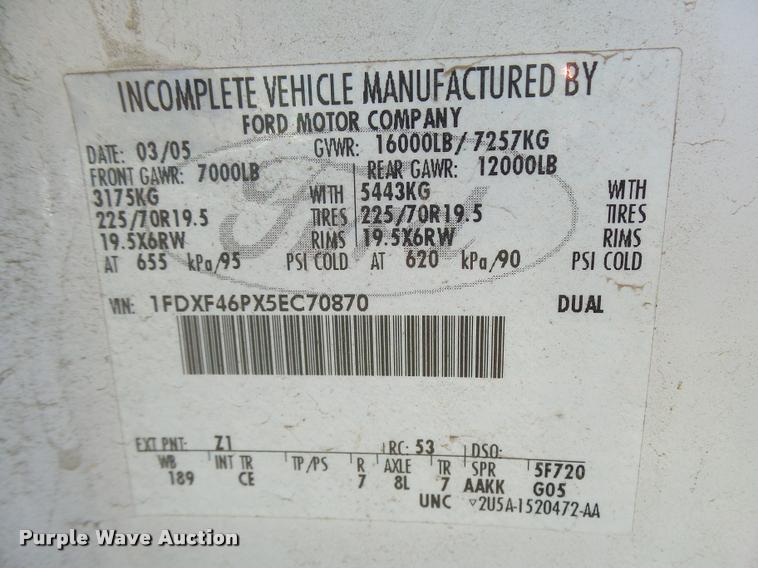 INCOMPLETE VEHICLE MANUFACTURED BY
FORD MOTOR COMPANY
DATE: 03/05 GVWR: 16000LB/ 7257KG
FRONT GAWR: 7000LB REAR GAWR: 12000LB
3175KG WITH 5443KG WITH
225/70R19.5 TIRES 225/70R19.5 TIRES
19.5X6RW RIMS 19.5X6RW RIMS
AT 655 kPa/95 PSI COLD AT 620 kPa/90 PSI COLD
VIN: 1FDXF46PX5EC70870 DUAL
EXT PNT: Z1 RC: 53 DSO:
WB INT TR TP/PS R AXLE TR SPR 5F720
189 CE 7 8L 7 AAKK G05
UNC ▽2U5A-1520472-AA
Purple Wave Auction